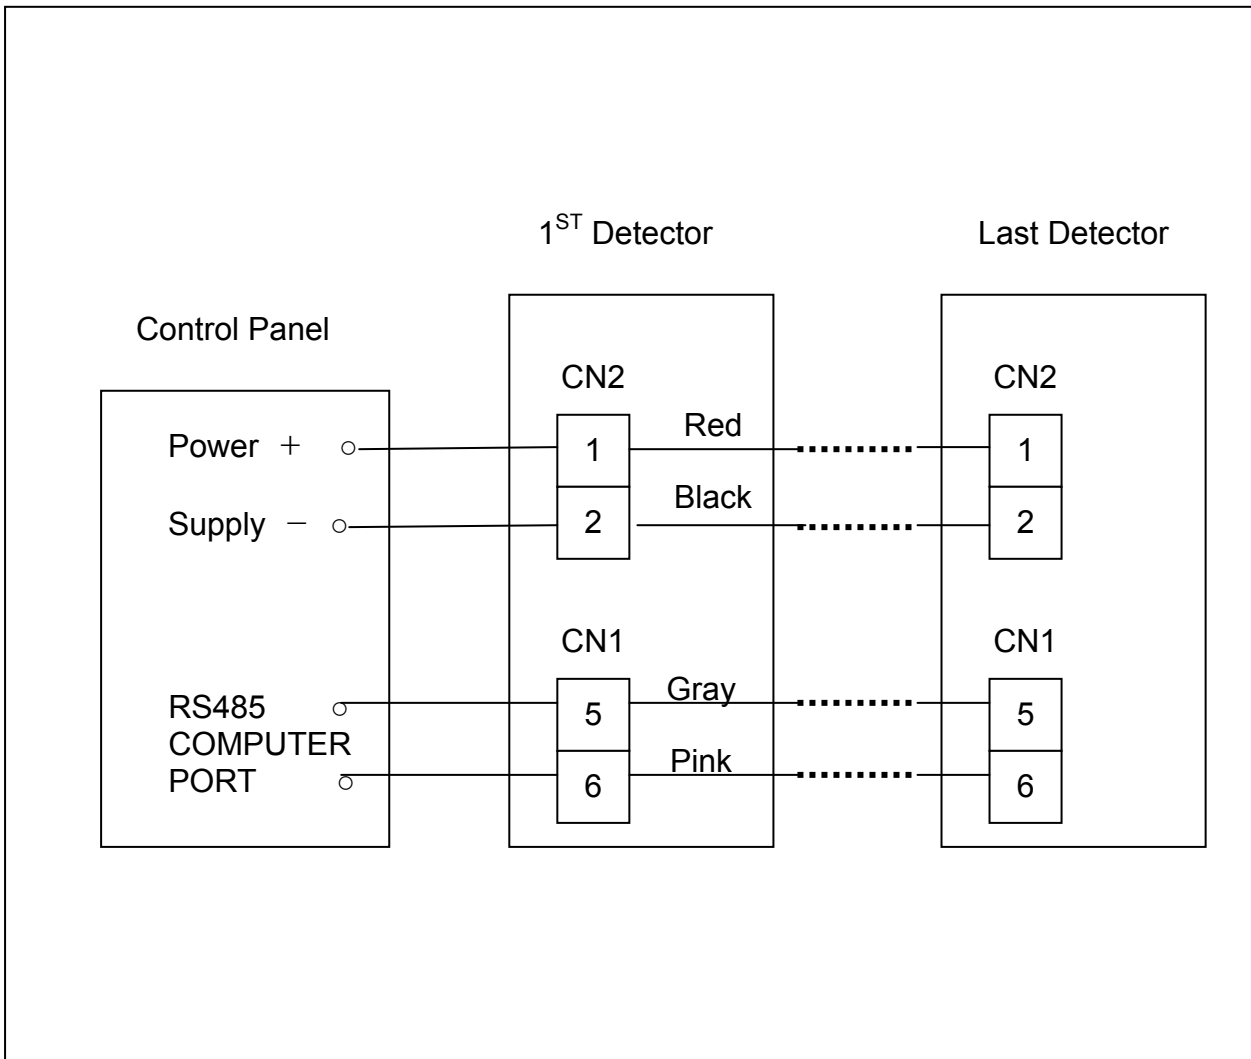 1ST Detector
Last Detector
Control Panel
CN2
CN2
Power + 
1
Red
1
Supply －
2
Black
2
CN1
CN1
RS485
COMPUTER
PORT
5
Gray
5
6
Pink
6